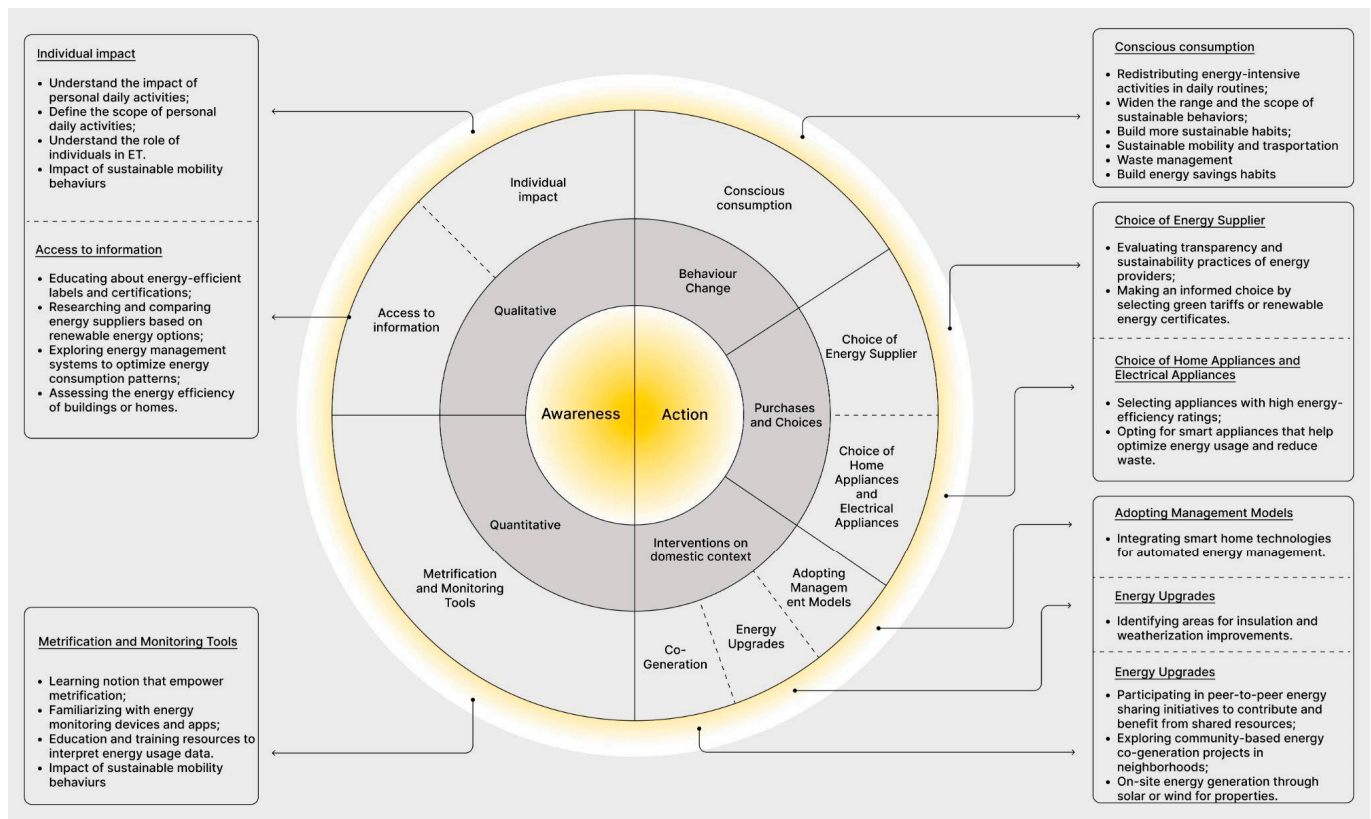 Individual impact
• Understand the impact of
personal daily activities;
• Define the scope of personal
daily activities;
• Understand the role of
individuals in ET.
• Impact of sustainable mobility
behaviurs
Access to information
• Educating about energy-efficient
labels and certifications;
• Researching and comparing
energy suppliers based on
renewable energy options;
• Exploring energy management
systems to optimize energy
consumption patterns;
• Assessing the energy efficiency
of buildings or homes.
Metrification and Monitoring Tools
• Learning notion that empower
metrification;
• Familiarizing with energy
monitoring devices and apps;
• Education and training resources to
interpret energy usage data.
• Impact of sustainable mobility
behaviours
Individual
impact
Conscious
consumption
Access to
information
Qualitative
Behaviour
Change
Choice of
Energy Supplier
Awareness
Action
Purchases
and Choices
Choice of
Home
Appliances
and
Electrical
Appliances
Quantitative
Interventions on
domestic context
Metrification
and Monitoring
Tools
Adopting
Managem
ent Models
Energy
Upgrades
Co-
Generation
Conscious consumption
• Redistributing energy-intensive
activities in daily routines;
• Widen the range and the scope of
sustainable behaviors;
• Build more sustainable habits;
• Sustainable mobility and trasportation
• Waste management
• Build energy savings habits
Choice of Energy Supplier
• Evaluating transparency and
sustainability practices of energy
providers;
• Making an informed choice by
selecting green tariffs or renewable
energy certificates.
Choice of Home Appliances and
Electrical Appliances
• Selecting appliances with high energy-
efficiency ratings;
• Opting for smart appliances that help
optimize energy usage and reduce
waste.
Adopting Management Models
• Integrating smart home technologies
for automated energy management.
Energy Upgrades
• Identifying areas for insulation and
weatherization improvements.
Energy Upgrades
• Participating in peer-to-peer energy
sharing initiatives to contribute and
benefit from shared resources;
• Exploring community-based energy
co-generation projects in
neighborhoods;
• On-site energy generation through
solar or wind for properties.